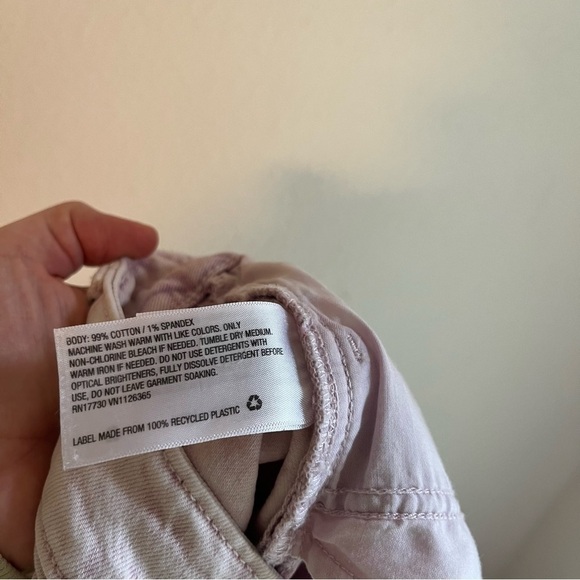 BODY: 99% COTTON / 1% SPANDEX
MACHINE WASH WARM WITH LIKE COLORS. ONLY
NON-CHLORINE BLEACH IF NEEDED. TUMBLE DRY MEDIUM.
WARM IRON IF NEEDED. DO NOT USE DETERGENTS WITH
OPTICAL BRIGHTENERS, FULLY DISSOLVE DETERGENT BEFORE
USE, DO NOT LEAVE GARMENT SOAKING.
RN17730 VN1126365
LABEL MADE FROM 100% RECYCLED PLASTIC